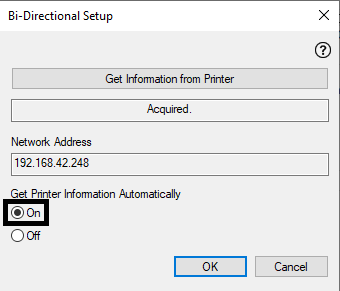 Bi-Directional Setup
Get Information from Printer
Acquired.
Network Address
192.168.42.248
Get Printer Information Automatically
On
Off
OK
Cancel